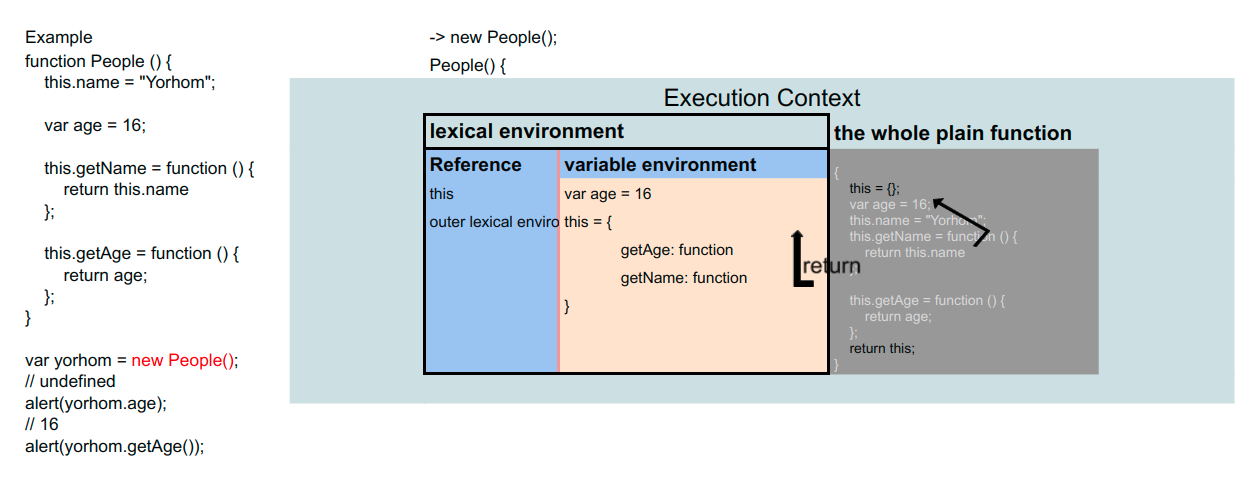 Example
function People () {
this.name = "Yorhom";
var age = 16;
this.getName = function () {
return this.name
};
this.getAge = function () {
return age;
};
}
var yorhom = new People();
// undefined
alert(yorhom.age);
// 16
alert(yorhom.getAge());
-> new People();
People() {
Execution Context
lexical environment
Reference
variable environment
this
var age = 16
outer lexical enviro
this = {
getAge: function
getName: function
}
return
the whole plain function
{
this = {};
var age = 16;
this.name = "Yorhom";
this.getName = function () {
return this.name
};
this.getAge = function () {
return age;
};
return this;
}